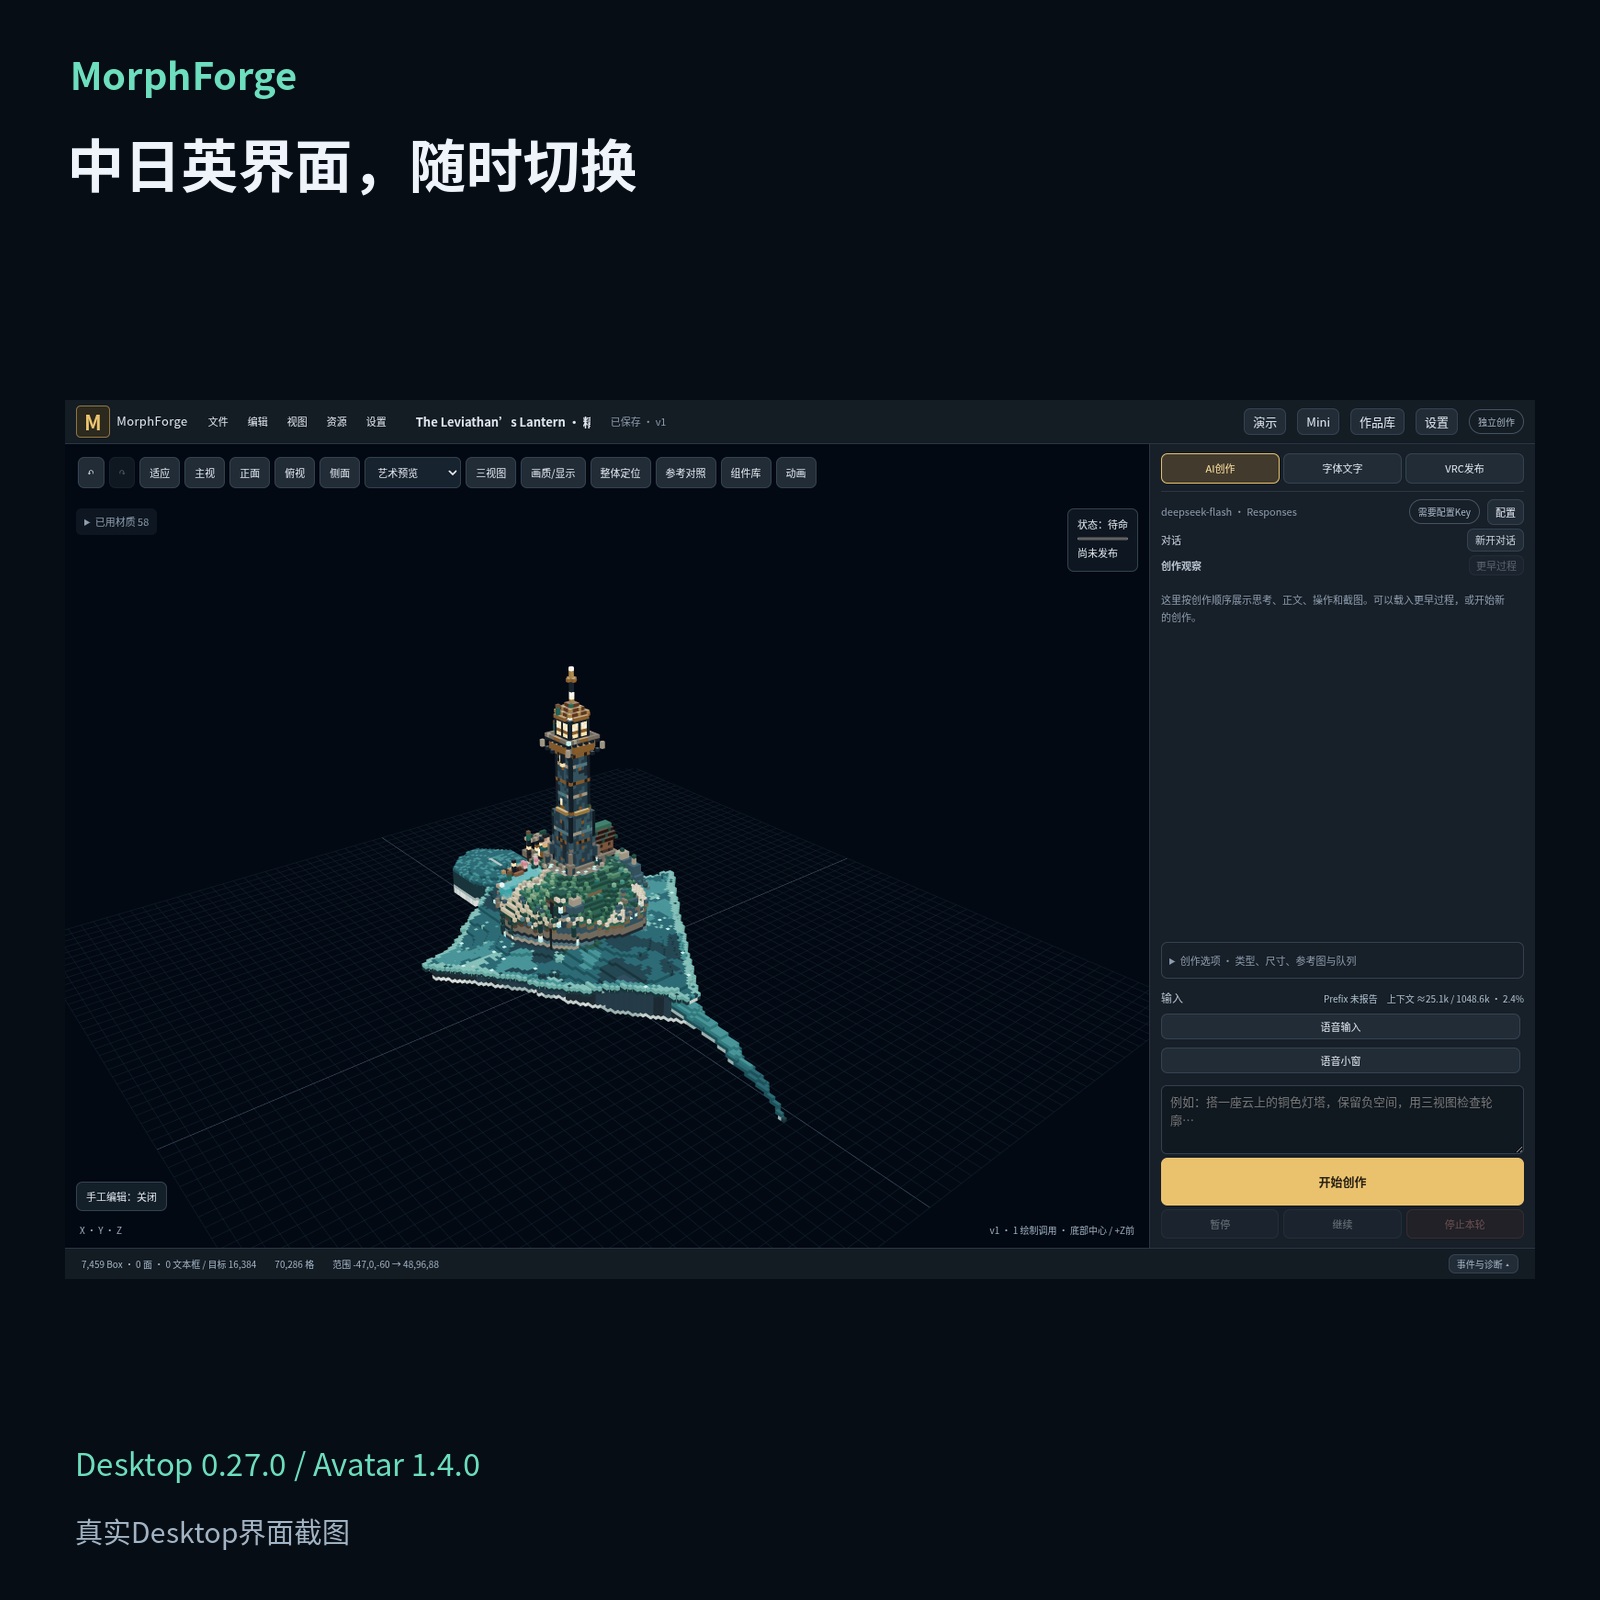 MorphForge
中日英界面，随时切换
M MorphForge 文件 编辑 视图 资源 设置 The Leviathan’s Lantern · 已保存 · v1 演示 Mini 作品库 设置 独立创作
适应 主视 正面 俯视 侧面 艺术预览 三视图 画质/显示 整体定位 参考对照 组件库 动画
AI创作 字体文字 VRC发布
▶ 已用材质 58
状态：待命
尚未发布
deepseek-flash · Responses 需要配置Key 配置
对话 新开对话
创作观察 更早过程
这里按创作顺序展示思考、正文、操作和截图。可以载入更早过程，或开始新
的创作。
▶ 创作选项 · 类型、尺寸、参考图与队列
输入 Prefix 未报告 上下文 ≈25.1k / 1048.6k · 2.4%
语音输入
语音小窗
例如：搭一座云上的铜色灯塔，保留负空间，用三视图检查轮
廓…
开始创作
暂停 继续 停止本轮
手工编辑：关闭
X · Y · Z
v1 · 1 绘制调用 · 底部中心 / +Z前
7,459 Box · 0 面 · 0 文本框 / 目标 16,384 70,286 格 范围 -47,0,-60 → 48,96,88
事件与诊断
Desktop 0.27.0 / Avatar 1.4.0
真实Desktop界面截图